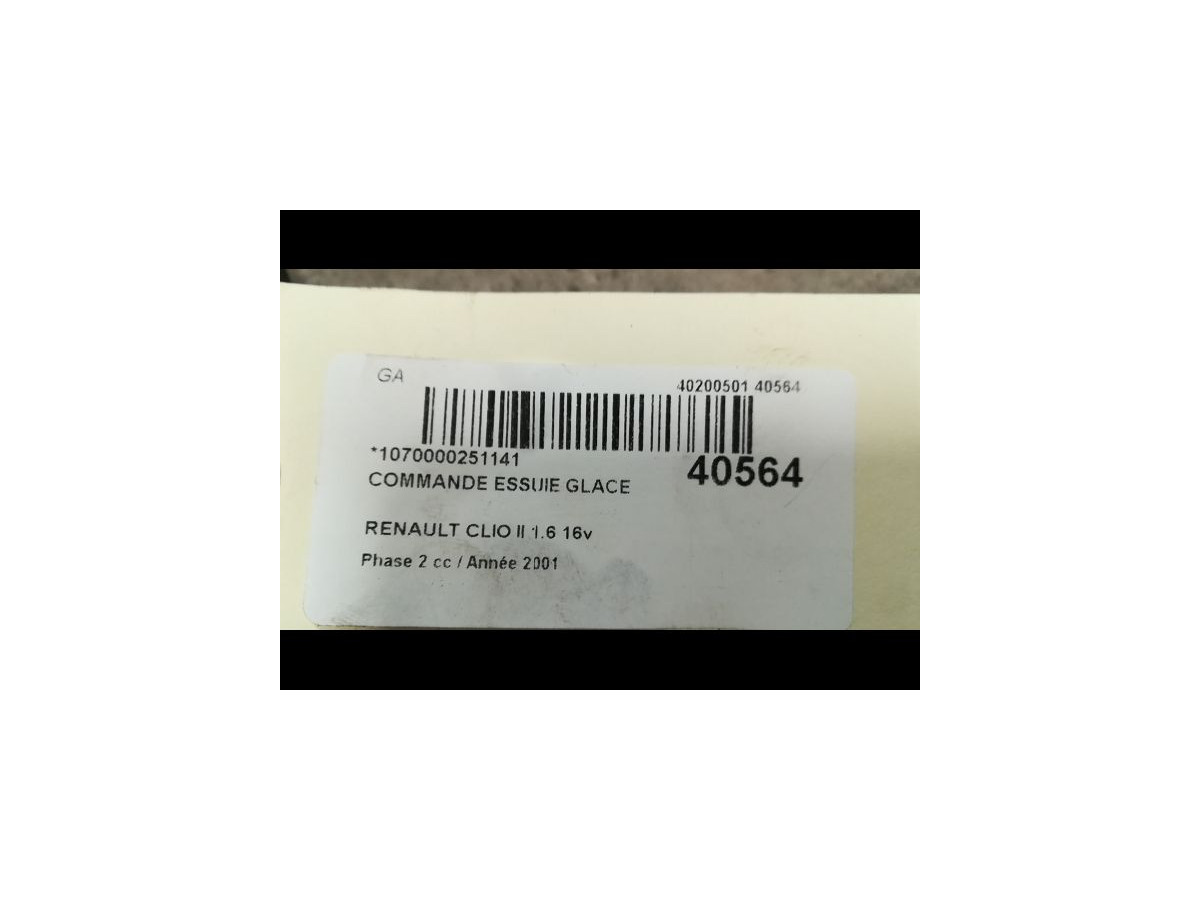 GA
40200501 40564
*1070000251141
40564
COMMANDE ESSUIE GLACE
RENAULT CLIO II 1.6 16v
Phase 2 cc / Année 2001